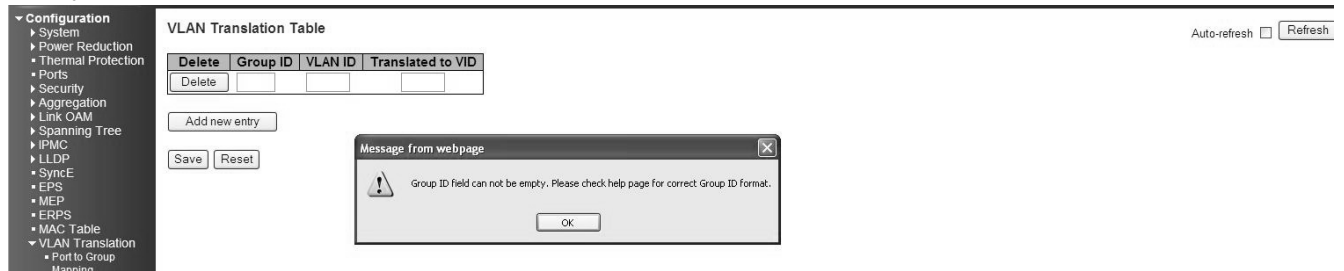 Configuration
System
Power Reduction
Thermal Protection
Ports
Security
Aggregation
Link OAM
Spanning Tree
IPMC
LLDP
SyncE
EPS
MEP
ERPS
MAC Table
VLAN Translation
Port to Group
Mapping
VLAN Translation Table
Auto-refresh Refresh
Delete Group ID VLAN ID Translated to VID
Delete
Add new entry
Save Reset
Message from webpage
Group ID field can not be empty. Please check help page for correct Group ID format.
OK